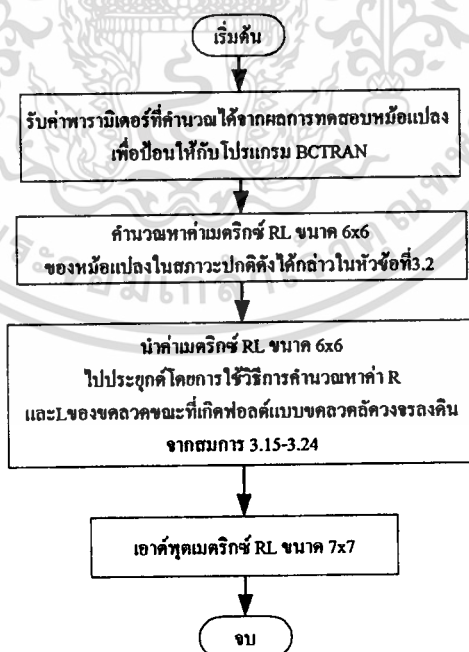 เริ่มต้น
รับค่าพารามิเตอร์ที่คำนวณได้จากผลการทดสอบหม้อแปลง
เพื่อป้อนให้กับโปรแกรม BCTRAN
คำนวณหาค่าเมตริกซ์ RL ขนาด 6x6
ของหม้อแปลงในสภาวะปกติดังได้กล่าวในหัวข้อที่3.2
นำค่าเมตริกซ์ RL ขนาด 6x6
ไปประยุกต์โดยการใช้วิธีการคำนวณหาค่า R
และLของขดลวดขณะที่เกิดฟอลต์แบบขดลวดลัดวงจรลงดิน
จากสมการ 3.15-3.24
เอาต์พุตเมตริกซ์ RL ขนาด 7x7
จบ